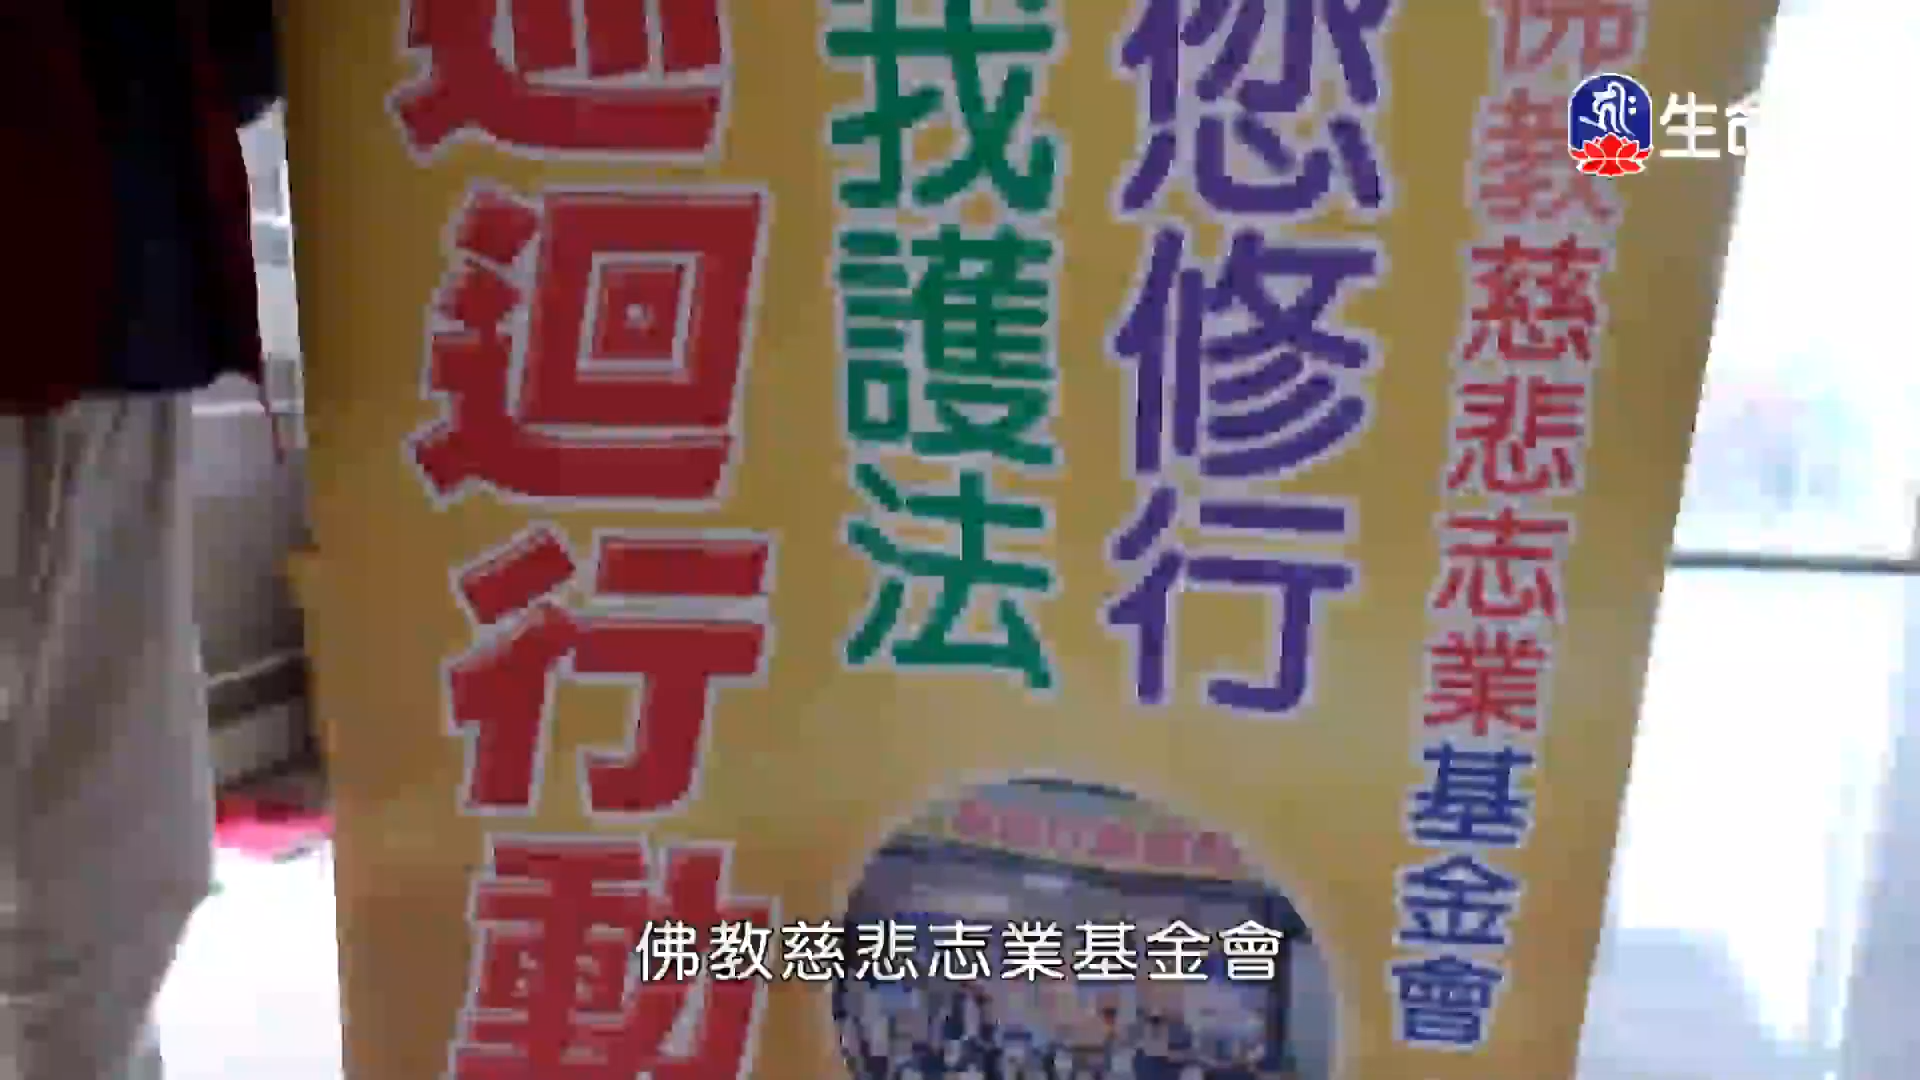 佛教慈悲志業基金會
您修行
我護法
巡迴行動
生命
佛教慈悲志業基金會